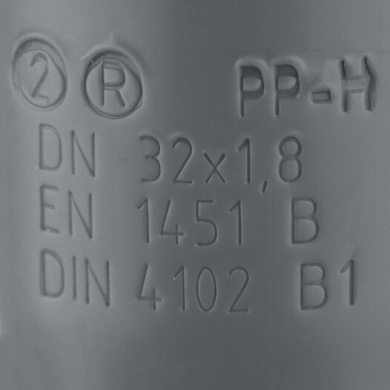 ② Ⓡ PP-H
DN 32x1,8
EN 1451 B
DIN 4102 B1